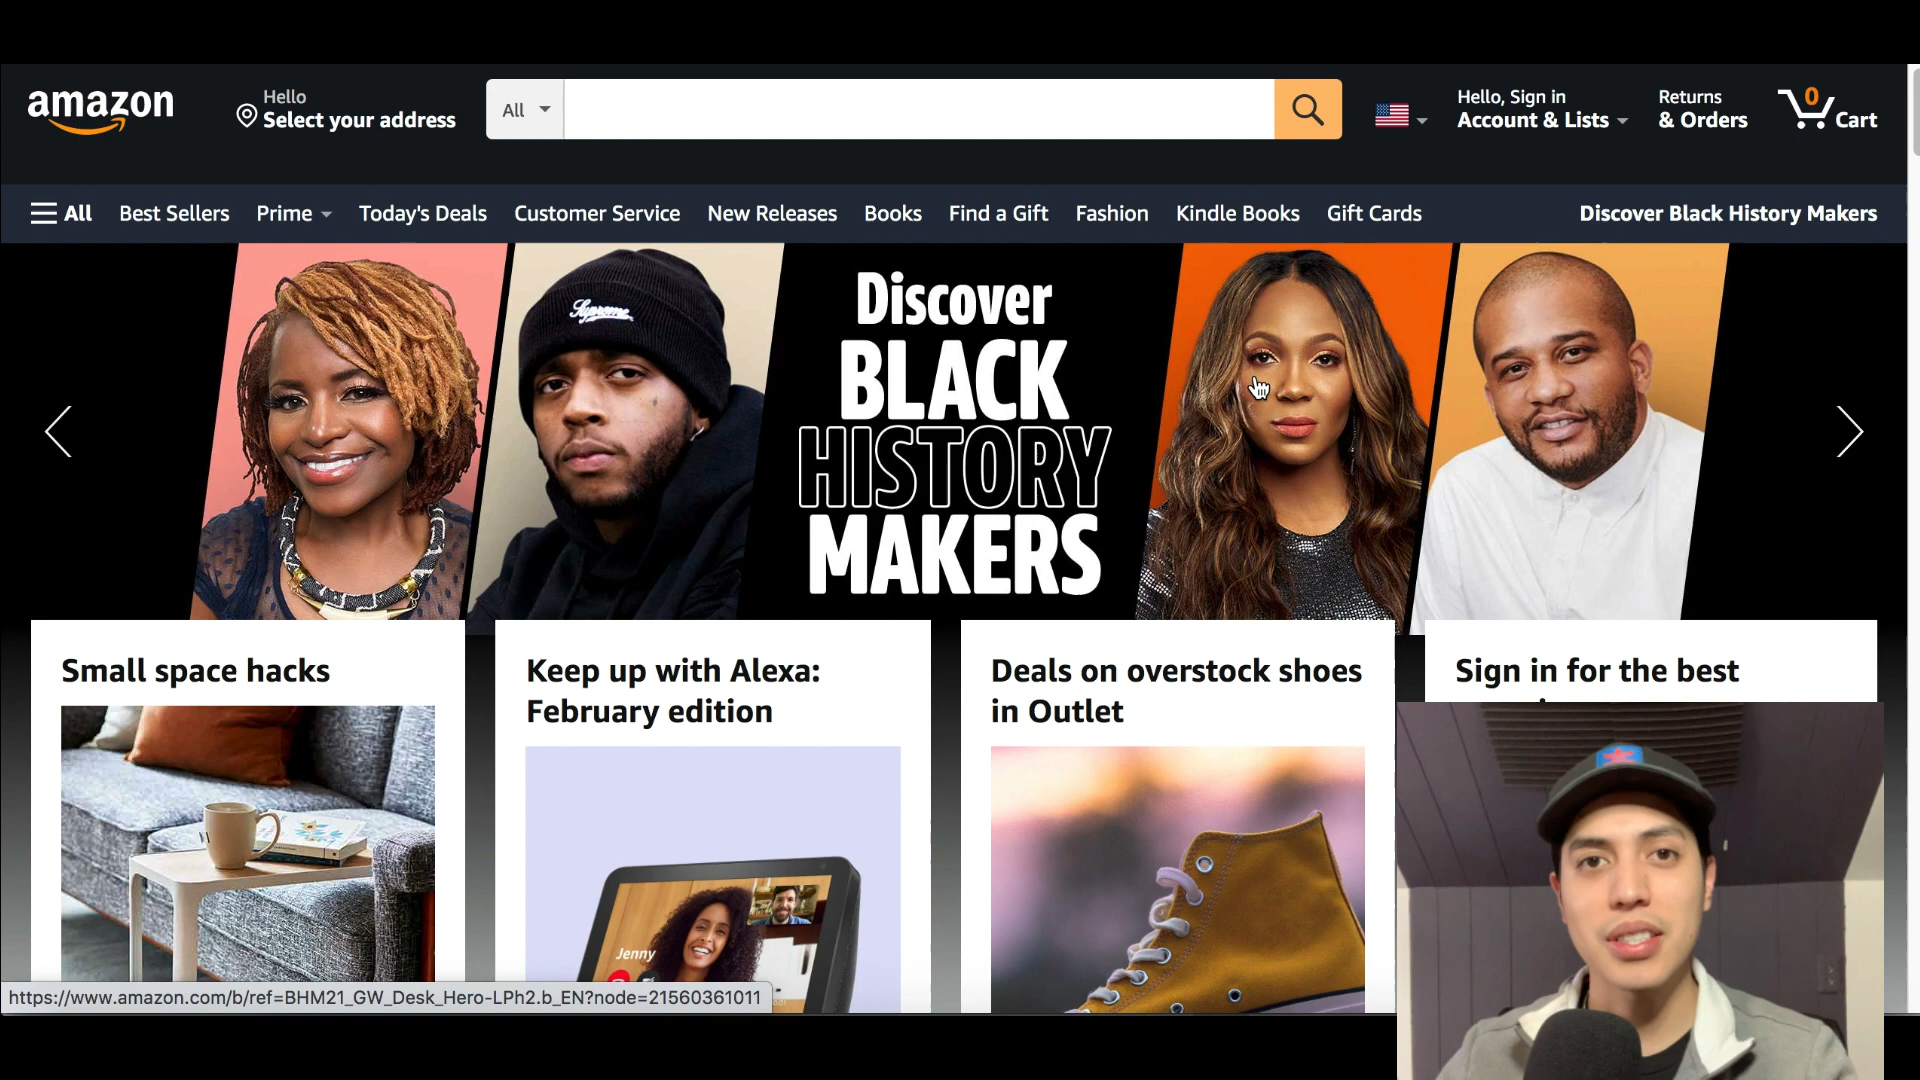 amazon
Hello
Select your address
All
Hello, Sign in
Account & Lists
Returns
& Orders
0
Cart
All
Best Sellers
Prime
Today's Deals
Customer Service
New Releases
Books
Find a Gift
Fashion
Kindle Books
Gift Cards
Discover Black History Makers
Supreme
Discover
BLACK
HISTORY
MAKERS
Small space hacks
Keep up with Alexa:
February edition
Deals on overstock shoes
in Outlet
Sign in for the best
Jenny
https://www.amazon.com/b/ref=BHM21_GW_Desk_Hero-LPh2.b_EN?node=21560361011